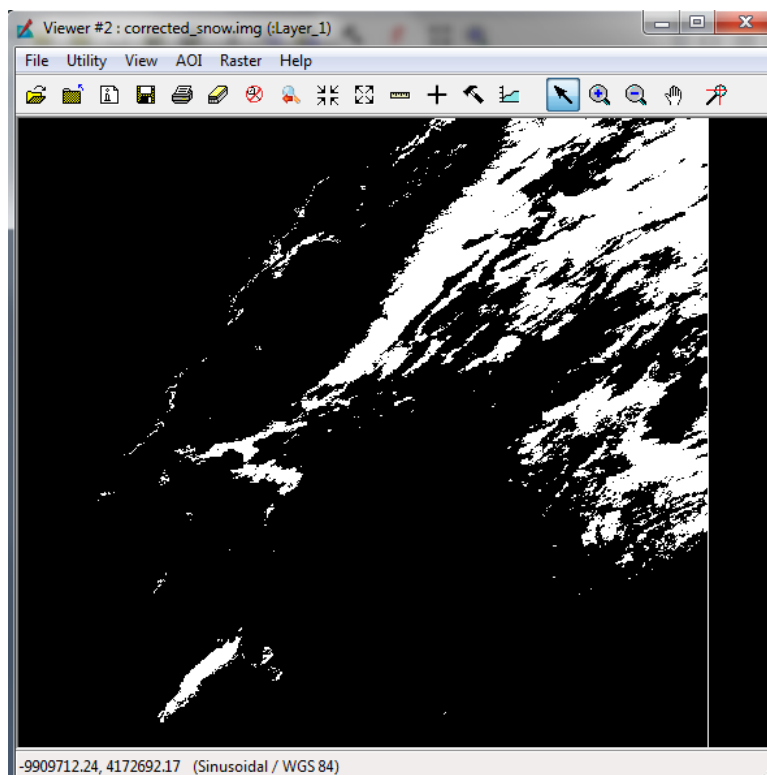 Viewer #2 : corrected_snow.img (:Layer_1)
File Utility View AOI Raster Help
-9909712.24, 4172692.17 (Sinusoidal / WGS 84)